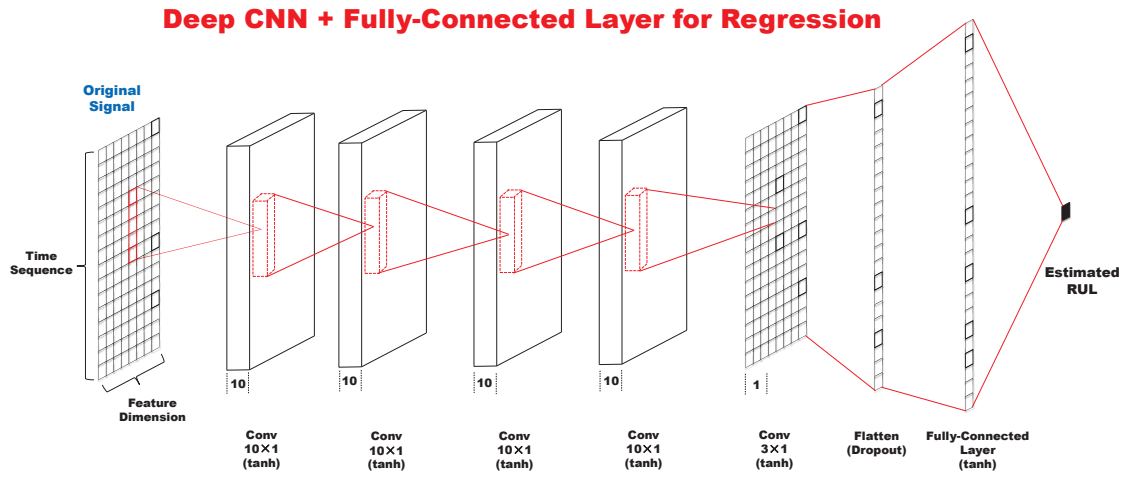 Deep CNN + Fully-Connected Layer for Regression
Original
Signal
Time
Sequence
Feature
Dimension
10
10
10
10
1
Conv
10×1
(tanh)
Conv
10×1
(tanh)
Conv
10×1
(tanh)
Conv
10×1
(tanh)
Conv
3×1
(tanh)
Flatten
(Dropout)
Fully-Connected
Layer
(tanh)
Estimated
RUL